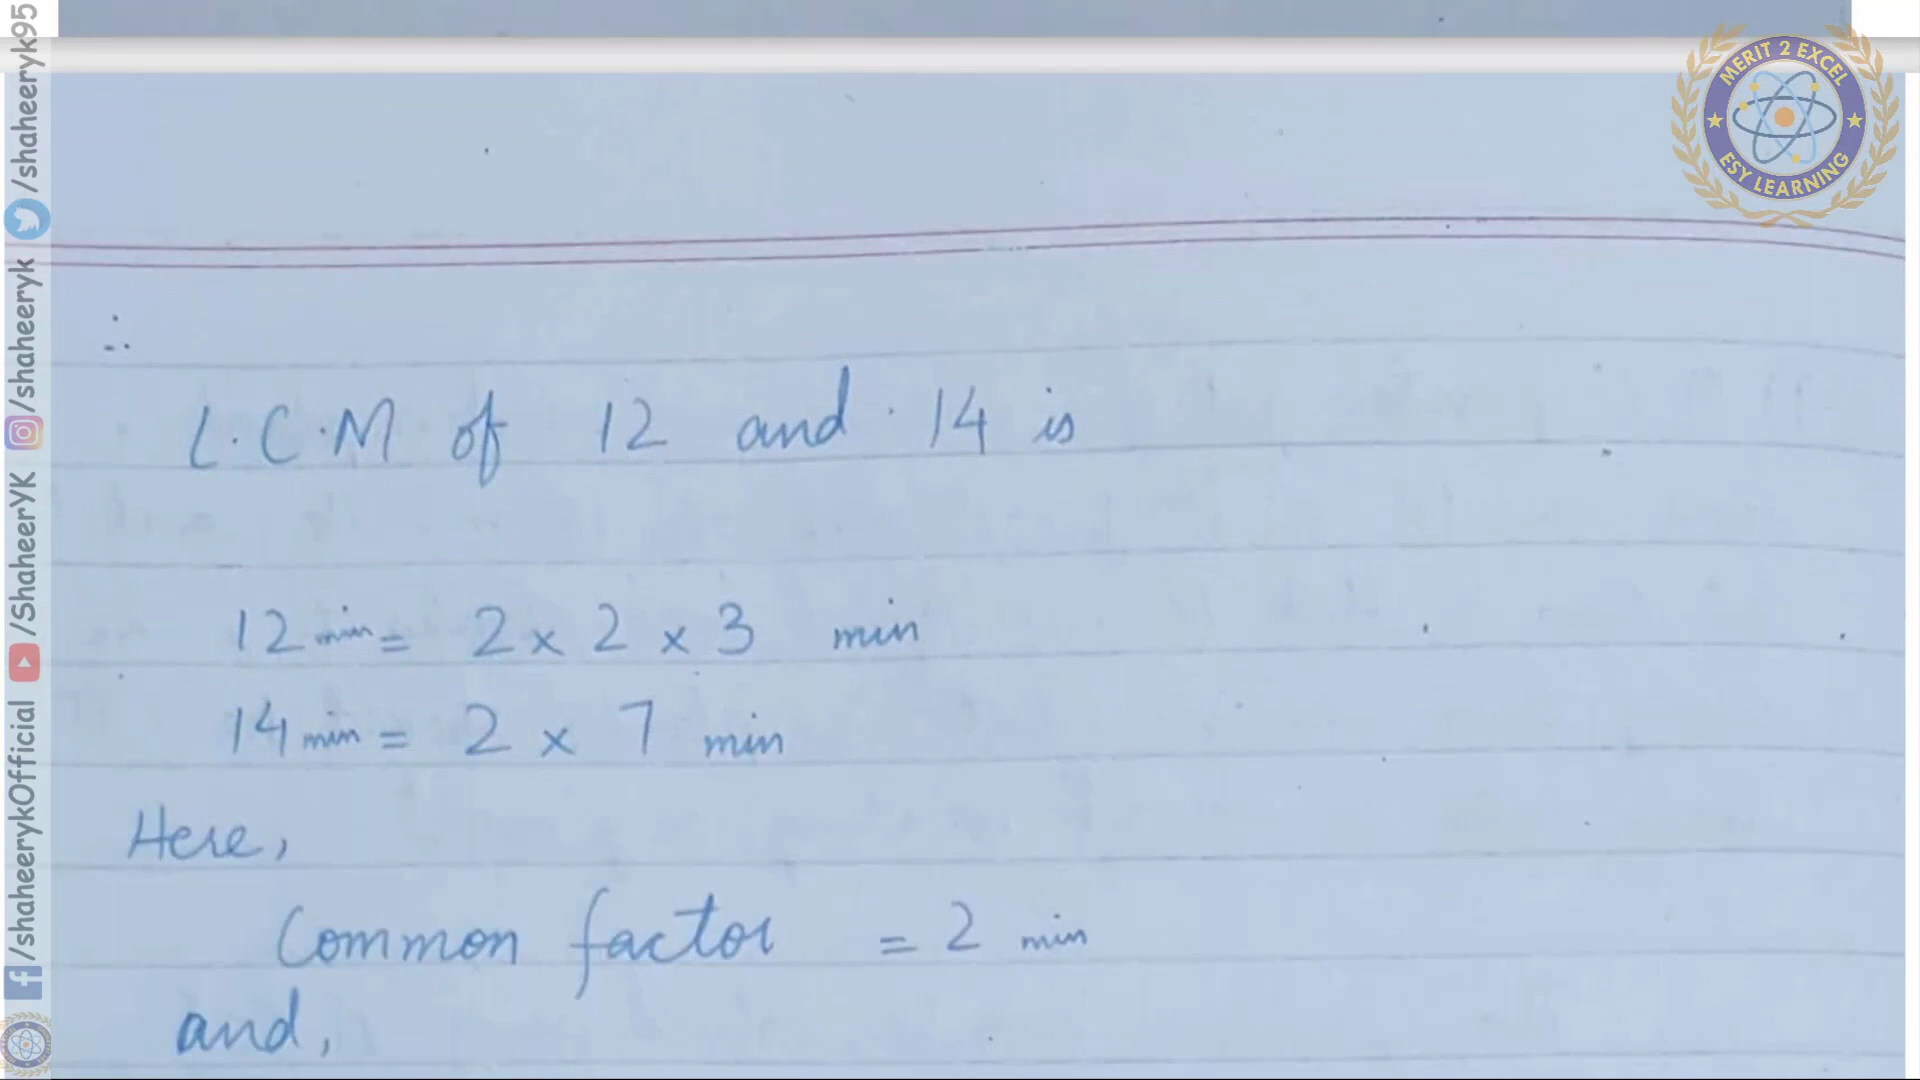 ∴
L.C.M of 12 and 14 is
12 min = 2 x 2 x 3 min
14 min = 2 x 7 min
Here,
Common factor = 2 min
and,
MERIT 2 EXCEL
ESY LEARNING
/shaheerykOfficial /ShaheerYK /shaheeryk /shaheeryk95